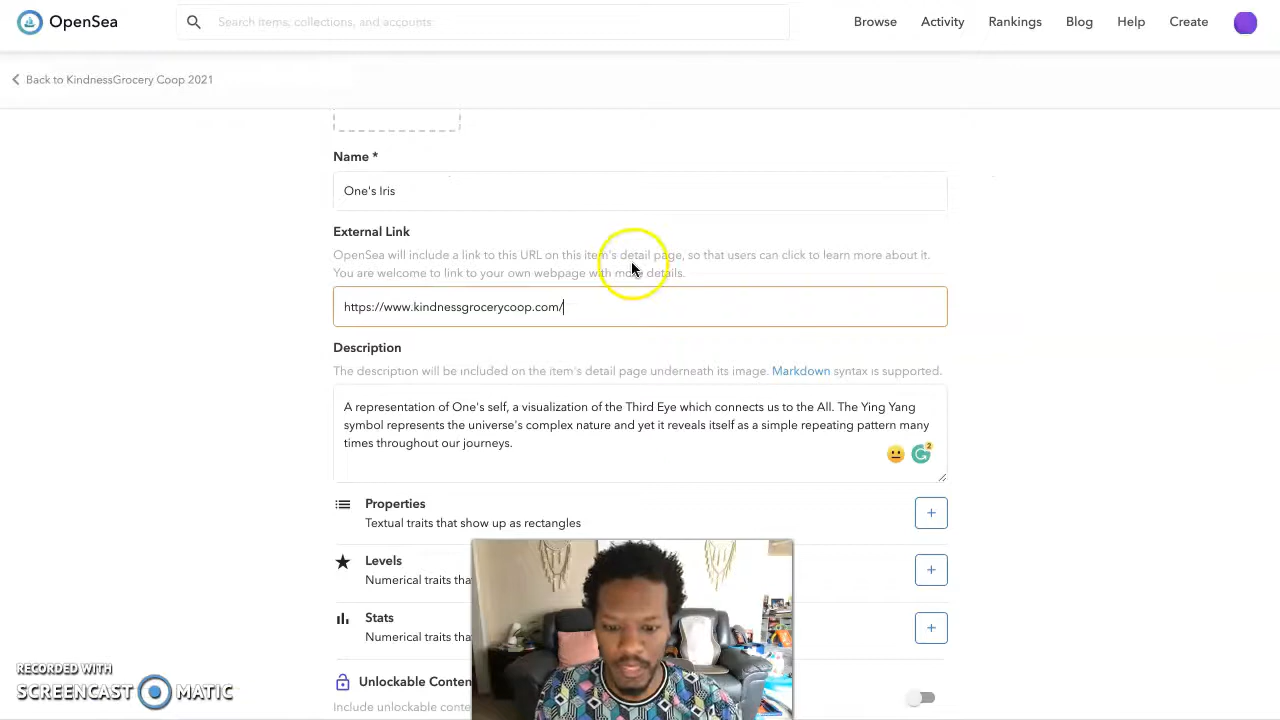 OpenSea
Search items, collections, and accounts
Browse
Activity
Rankings
Blog
Help
Create
Back to KindnessGrocery Coop 2021
Name *
One's Iris
External Link
OpenSea will include a link to this URL on this item's detail page, so that users can click to learn more about it.
You are welcome to link to your own webpage with more details.
https://www.kindnessgrocerycoop.com/
Description
The description will be included on the item's detail page underneath its image. Markdown syntax is supported.
A representation of One's self, a visualization of the Third Eye which connects us to the All. The Ying Yang
symbol represents the universe's complex nature and yet it reveals itself as a simple repeating pattern many
times throughout our journeys.
2
Properties
Textual traits that show up as rectangles
Levels
Numerical traits tha
Stats
Numerical traits tha
Unlockable Conten
Include unlockable conte
RECORDED WITH
SCREENCAST MATIC